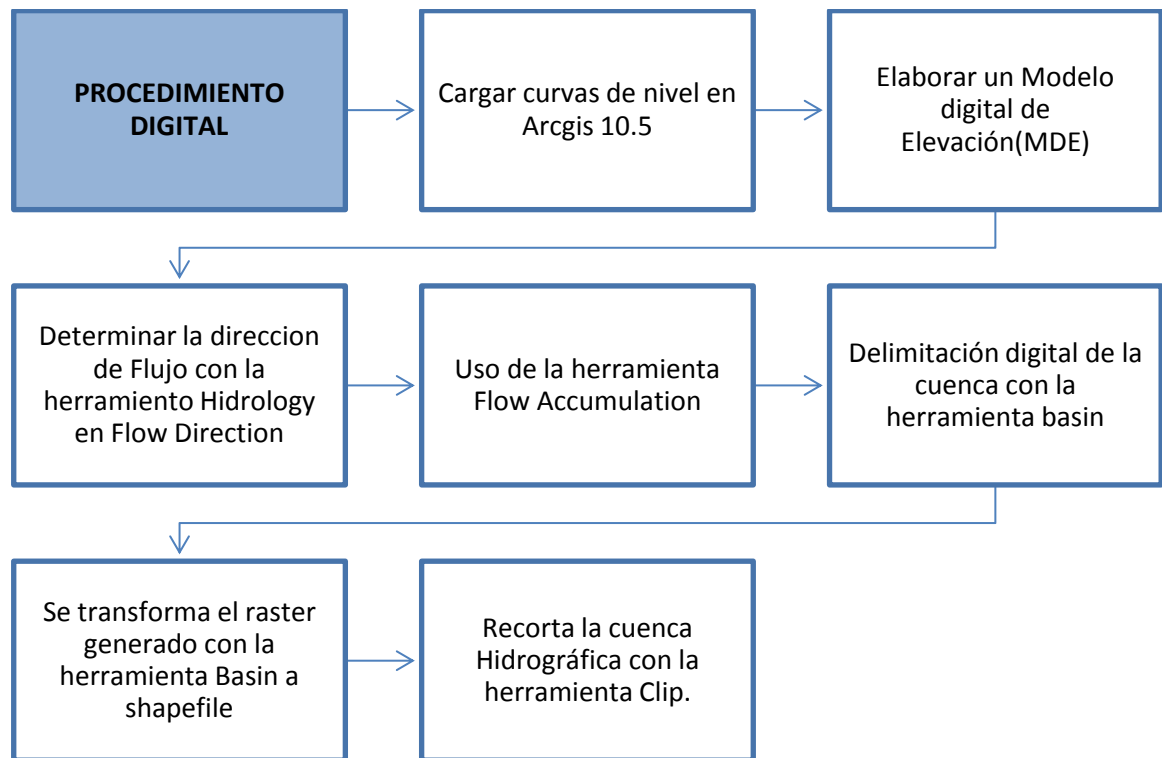 PROCEDIMIENTO
DIGITAL
Cargar curvas de nivel en
Arcgis 10.5
Elaborar un Modelo
digital de
Elevación(MDE)
Determinar la direccion
de Flujo con la
herramiento Hidrology
en Flow Direction
Uso de la herramienta
Flow Accumulation
Delimitación digital de la
cuenca con la
herramienta basin
Se transforma el raster
generado con la
herramienta Basin a
shapefile
Recorta la cuenca
Hidrográfica con la
herramienta Clip.